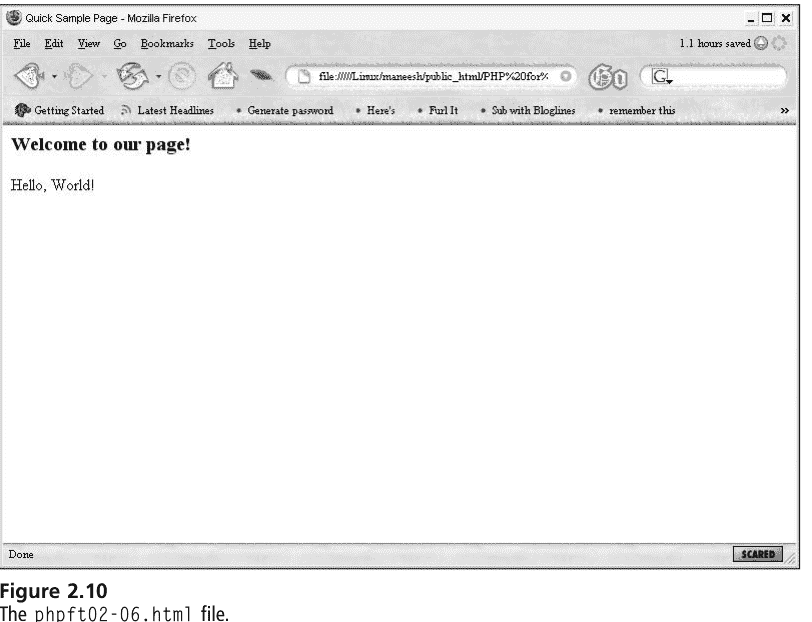 Quick Sample Page - Mozilla Firefox
File Edit View Go Bookmarks Tools Help 1.1 hours saved
file://///Linux/maneesh/public_html/PHP%20for% Go G
Getting Started Latest Headlines Generate password Here's Furl It Sub with Bloglines remember this »
Welcome to our page!
Hello, World!
Done SCARED
Figure 2.10
The phpft02-06.html file.